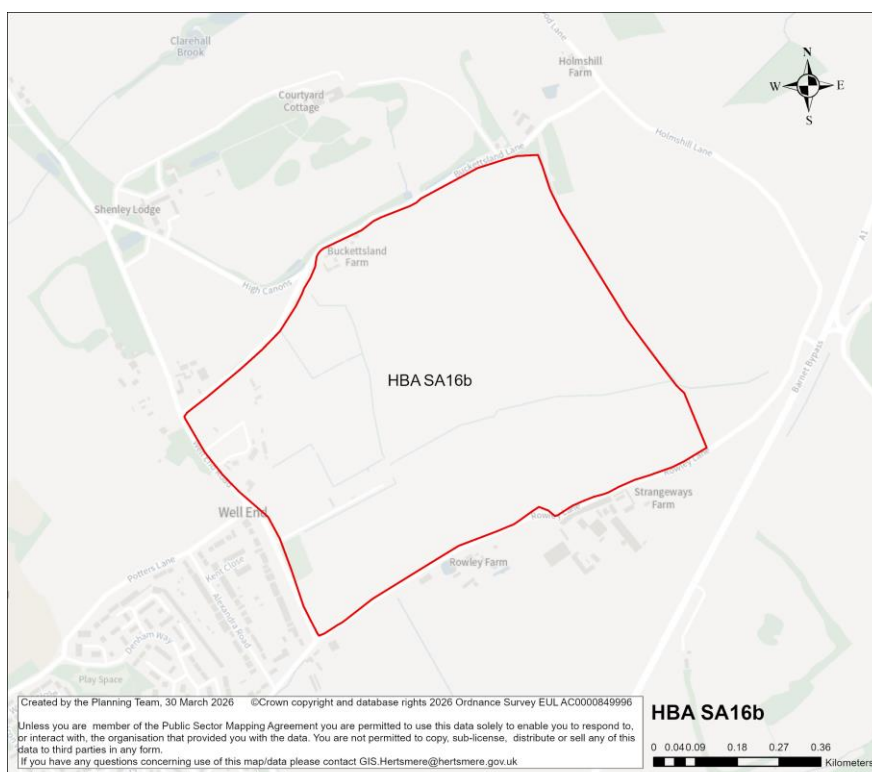 Clarehall
Brook
Holmshill
Farm
N
W E
S
Courtyard
Cottage
Holmshill Lane
Buckettsland Lane
Shenley Lodge
Buckettsland
Farm
High Canons
A1
Barnet Bypass
HBA SA16b
Well End
Rowley Lane
Strangeways
Farm
Potters Lane
Kent Close
Rowley Farm
Alexandra Road
Denham Way
Play Space
Created by the Planning Team, 30 March 2026 ©Crown copyright and database rights 2026 Ordnance Survey EUL AC0000849996
Unless you are member of the Public Sector Mapping Agreement you are permitted to use this data solely to enable you to respond to,
or interact with, the organisation that provided you with the data. You are not permitted to copy, sub-license, distribute or sell any of this
data to third parties in any form.
If you have any questions concerning use of this map/data please contact GIS.Hertsmere@hertsmere.gov.uk
HBA SA16b
0 0.04 0.09 0.18 0.27 0.36
Kilometers